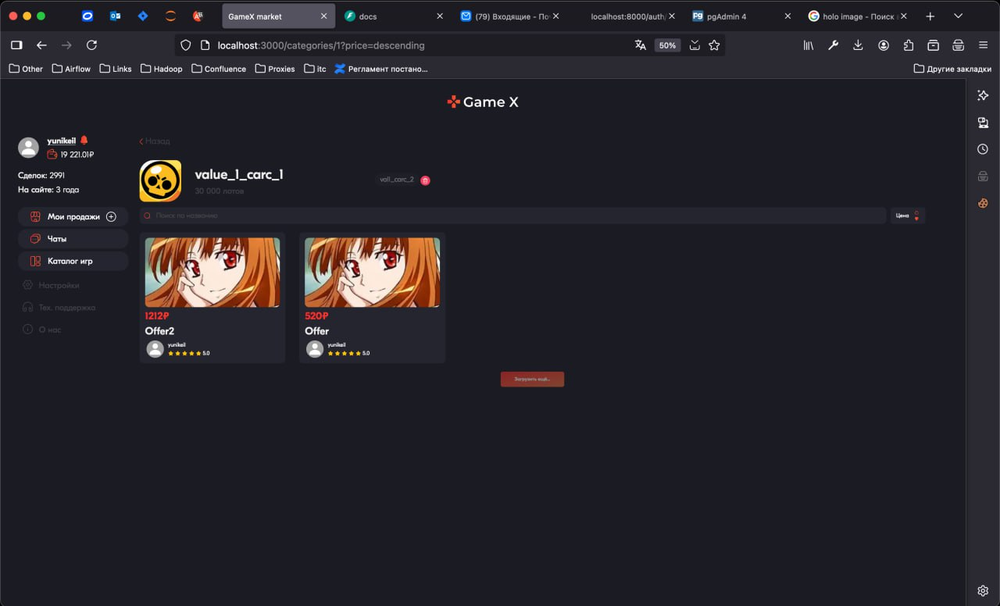 GameX market
docs
(79) Входящие - По
localhost:8000/auth/
pgAdmin 4
holo image - Поиск
localhost:3000/categories/1?price=descending
50%
Other
Airflow
Links
Hadoop
Confluence
Proxies
itc
Регламент постано...
Другие закладки
Game X
yunikeil
19 221.01₽
Сделок: 2991
На сайте: 3 года
Мои продажи
Чаты
Каталог игр
Настройки
Тех. поддержка
О нас
Назад
value_1_carc_1
30 000 лотов
val1_carc_2
Поиск по названию
Цена
1212₽
Offer2
yunikeil
5.0
520₽
Offer
yunikeil
5.0
Загрузить ещё...